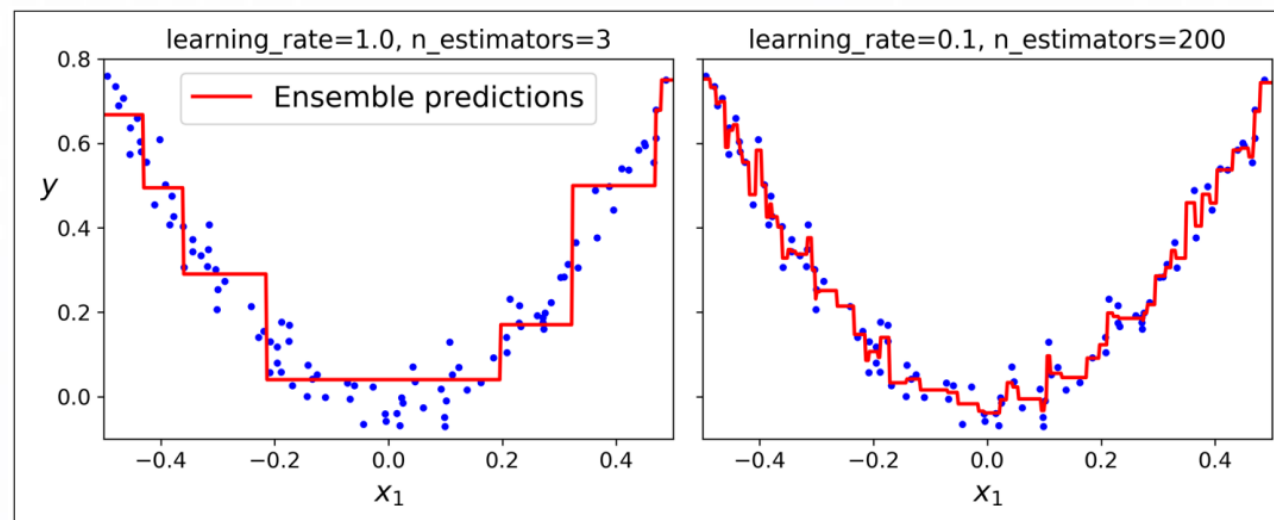 learning_rate=1.0, n_estimators=3
0.8
0.6
0.4
0.2
0.0
y
Ensemble predictions
−0.4
−0.2
0.0
0.2
0.4
x₁
learning_rate=0.1, n_estimators=200
−0.4
−0.2
0.0
0.2
0.4
x₁